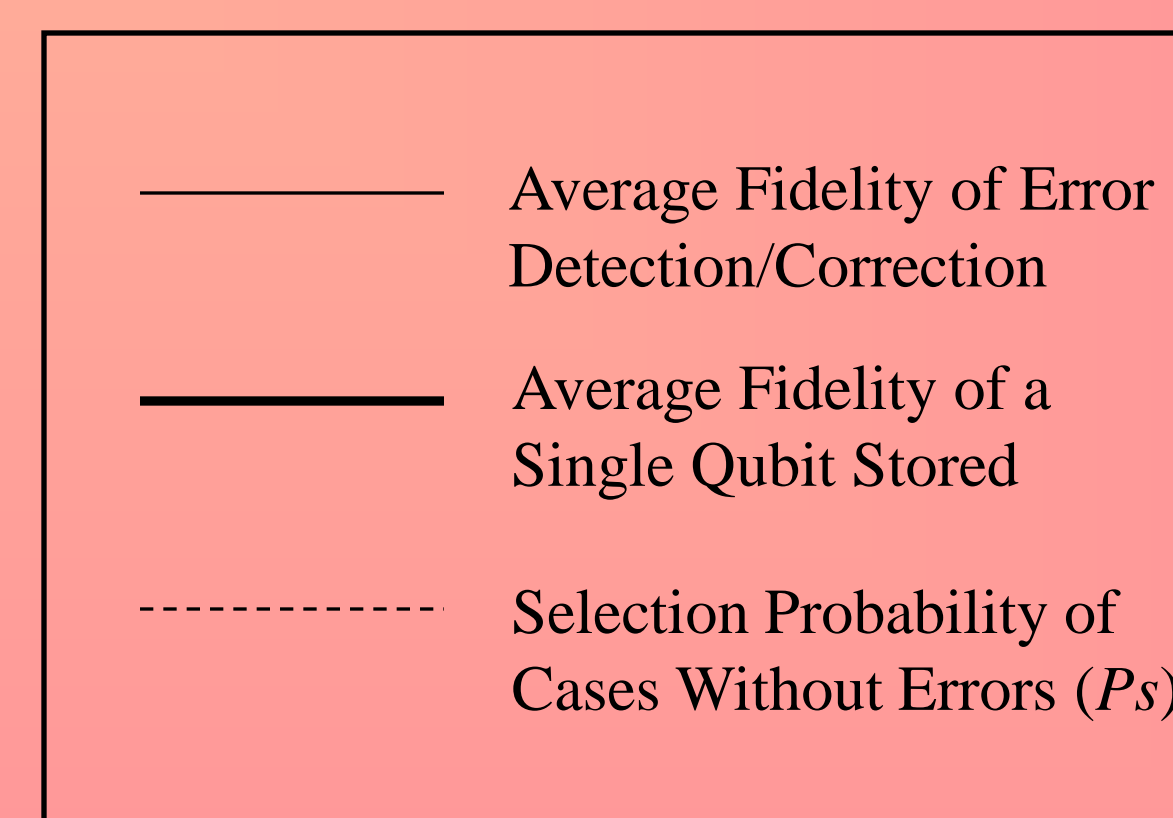 Average Fidelity of Error
Detection/Correction
Average Fidelity of a
Single Qubit Stored
Selection Probability of
Cases Without Errors (Ps)